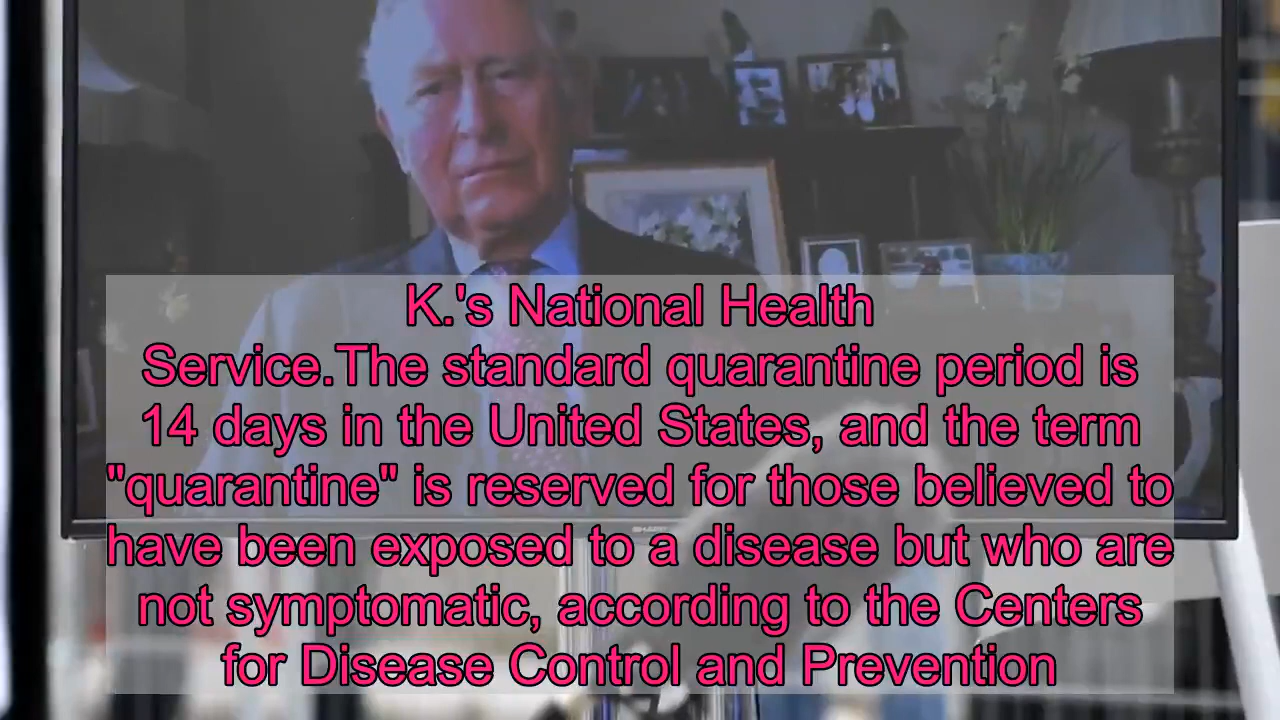 K.'s National Health
Service.The standard quarantine period is
14 days in the United States, and the term
"quarantine" is reserved for those believed to
have been exposed to a disease but who are
not symptomatic, according to the Centers
for Disease Control and Prevention
SHARP